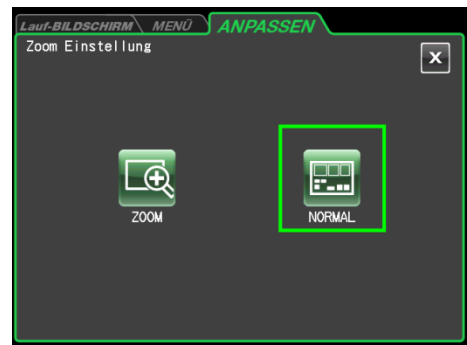 Lauf-BILDSCHIRM MENÜ ANPASSEN
Zoom Einstellung
X
ZOOM NORMAL